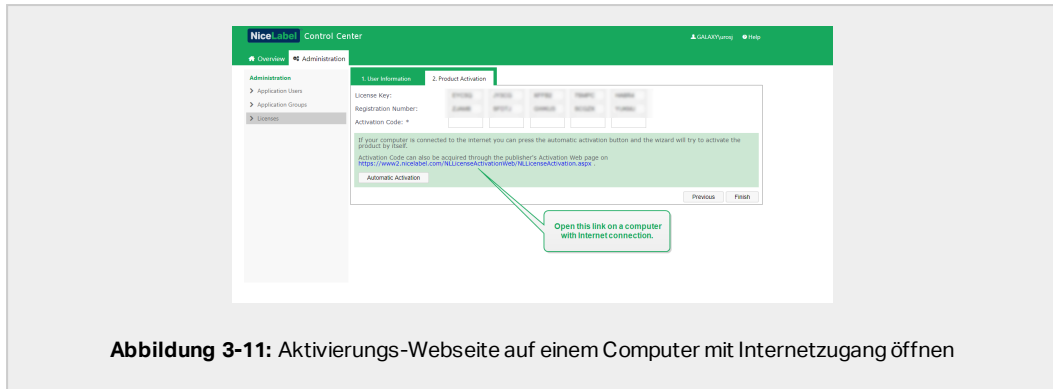 NiceLabel Control Center
GALAXY\urosj Help
Overview Administration
Administration
Application Users
Application Groups
Licenses
1. User Information 2. Product Activation
License Key:
Registration Number:
Activation Code: *
If your computer is connected to the internet you can press the automatic activation button and the wizard will try to activate the
product by itself.
Activation Code can also be acquired through the publisher's Activation Web page on
https://www2.nicelabel.com/NLLicenseActivationWeb/NLLicenseActivation.aspx .
Automatic Activation
Previous Finish
Open this link on a computer
with Internet connection.
Abbildung 3-11: Aktivierungs-Webseite auf einem Computer mit Internetzugang öffnen